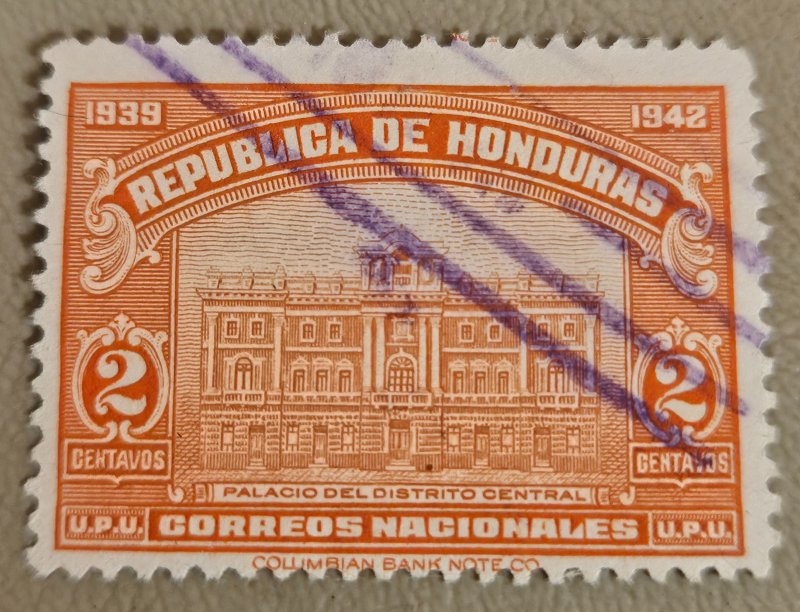 1939 1942
REPUBLICA DE HONDURAS
2 2
CENTAVOS CENTAVOS
PALACIO DEL DISTRITO CENTRAL
U.P.U. CORREOS NACIONALES U.P.U.
COLUMBIAN BANK NOTE CO.